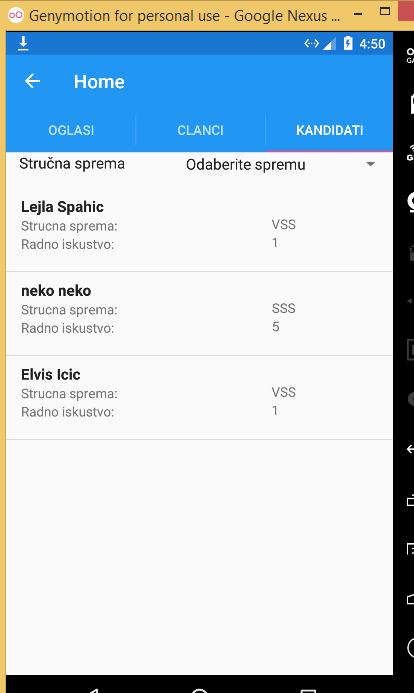 Genymotion for personal use - Google Nexus ...
4:50
Home
OGLASI CLANCI KANDIDATI
Stručna sprema Odaberite spremu
Lejla Spahic
Strucna sprema: VSS
Radno iskustvo: 1
neko neko
Strucna sprema: SSS
Radno iskustvo: 5
Elvis Icic
Strucna sprema: VSS
Radno iskustvo: 1